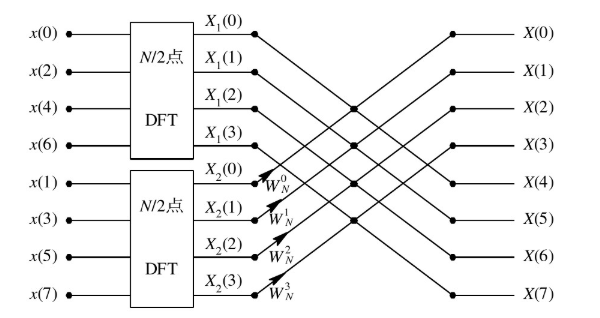 x(0)
x(2)
x(4)
x(6)
x(1)
x(3)
x(5)
x(7)
N/2点
DFT
N/2点
DFT
X₁(0)
X₁(1)
X₁(2)
X₁(3)
X₂(0)
X₂(1)
X₂(2)
X₂(3)
W_N^0
W_N^1
W_N^2
W_N^3
X(0)
X(1)
X(2)
X(3)
X(4)
X(5)
X(6)
X(7)